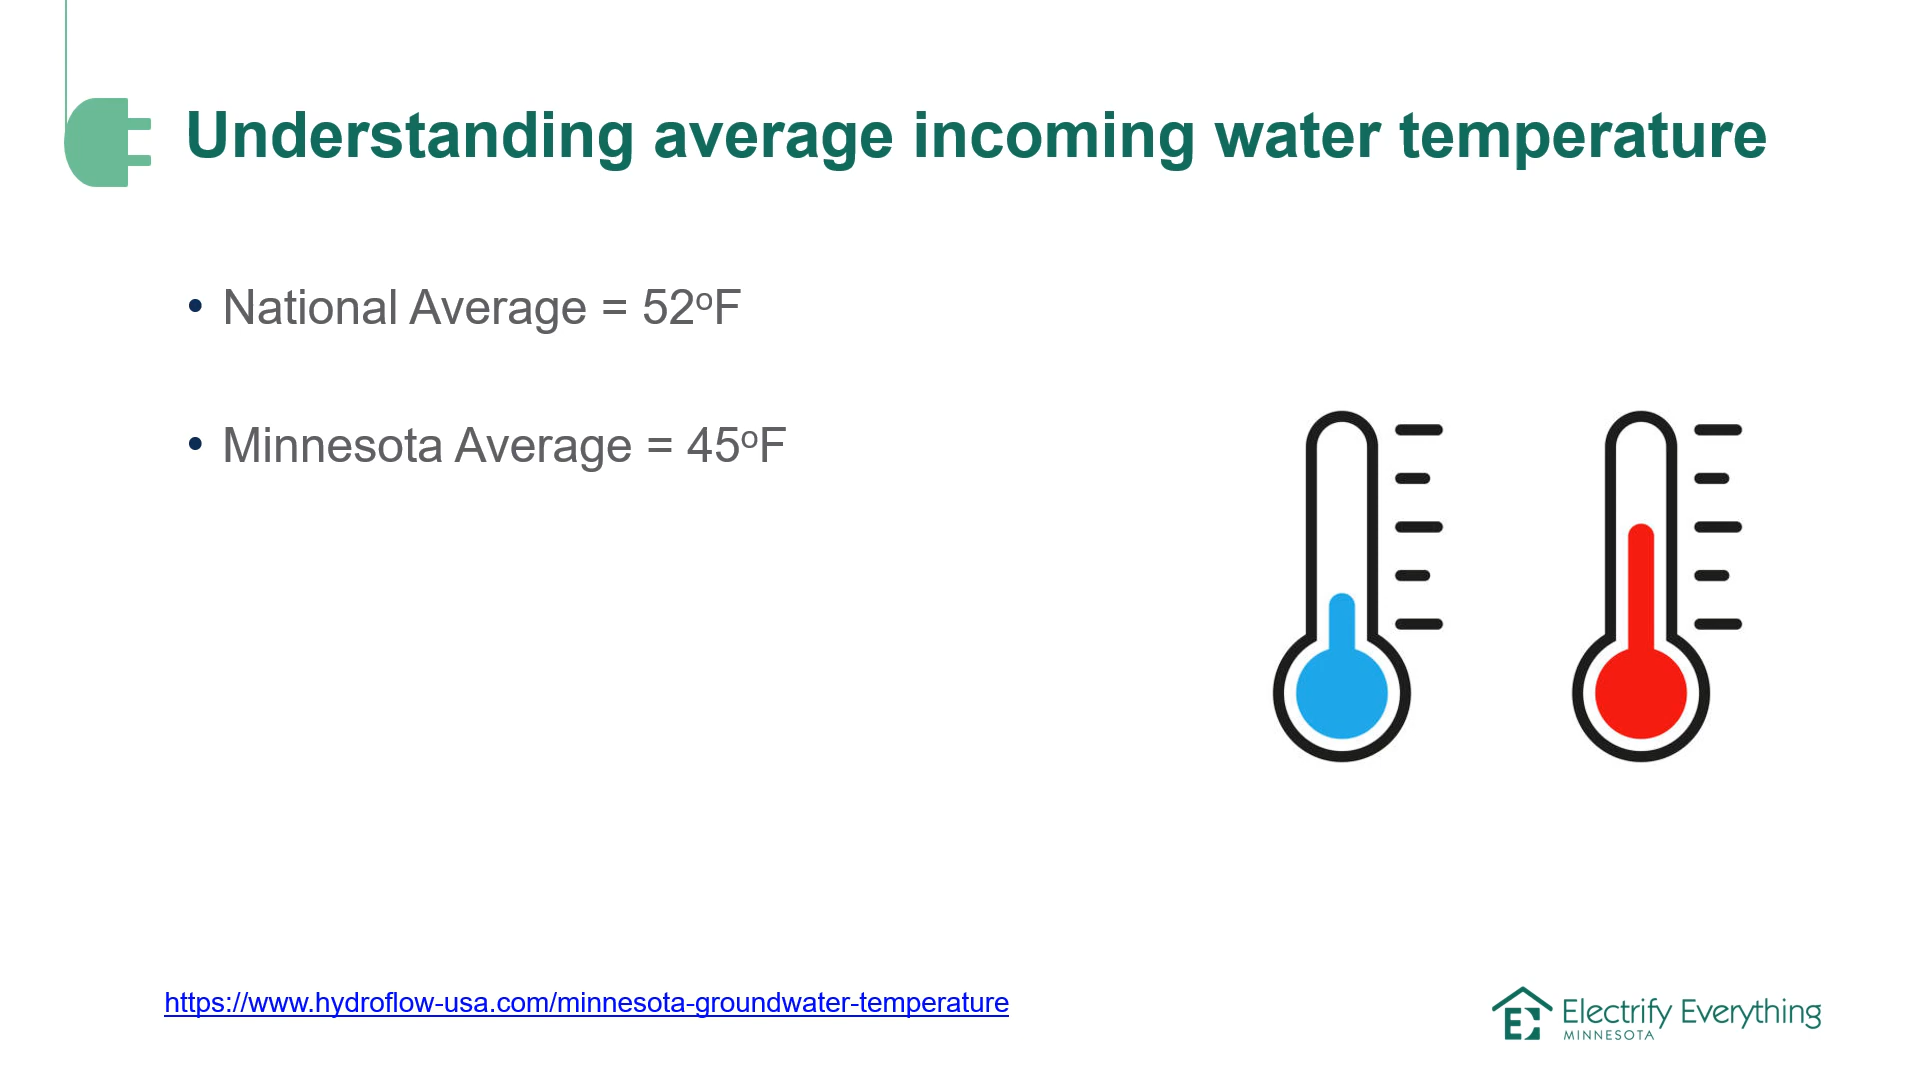 Understanding average incoming water temperature
• National Average = 52ºF
• Minnesota Average = 45ºF
https://www.hydroflow-usa.com/minnesota-groundwater-temperature
E Electrify Everything
MINNESOTA